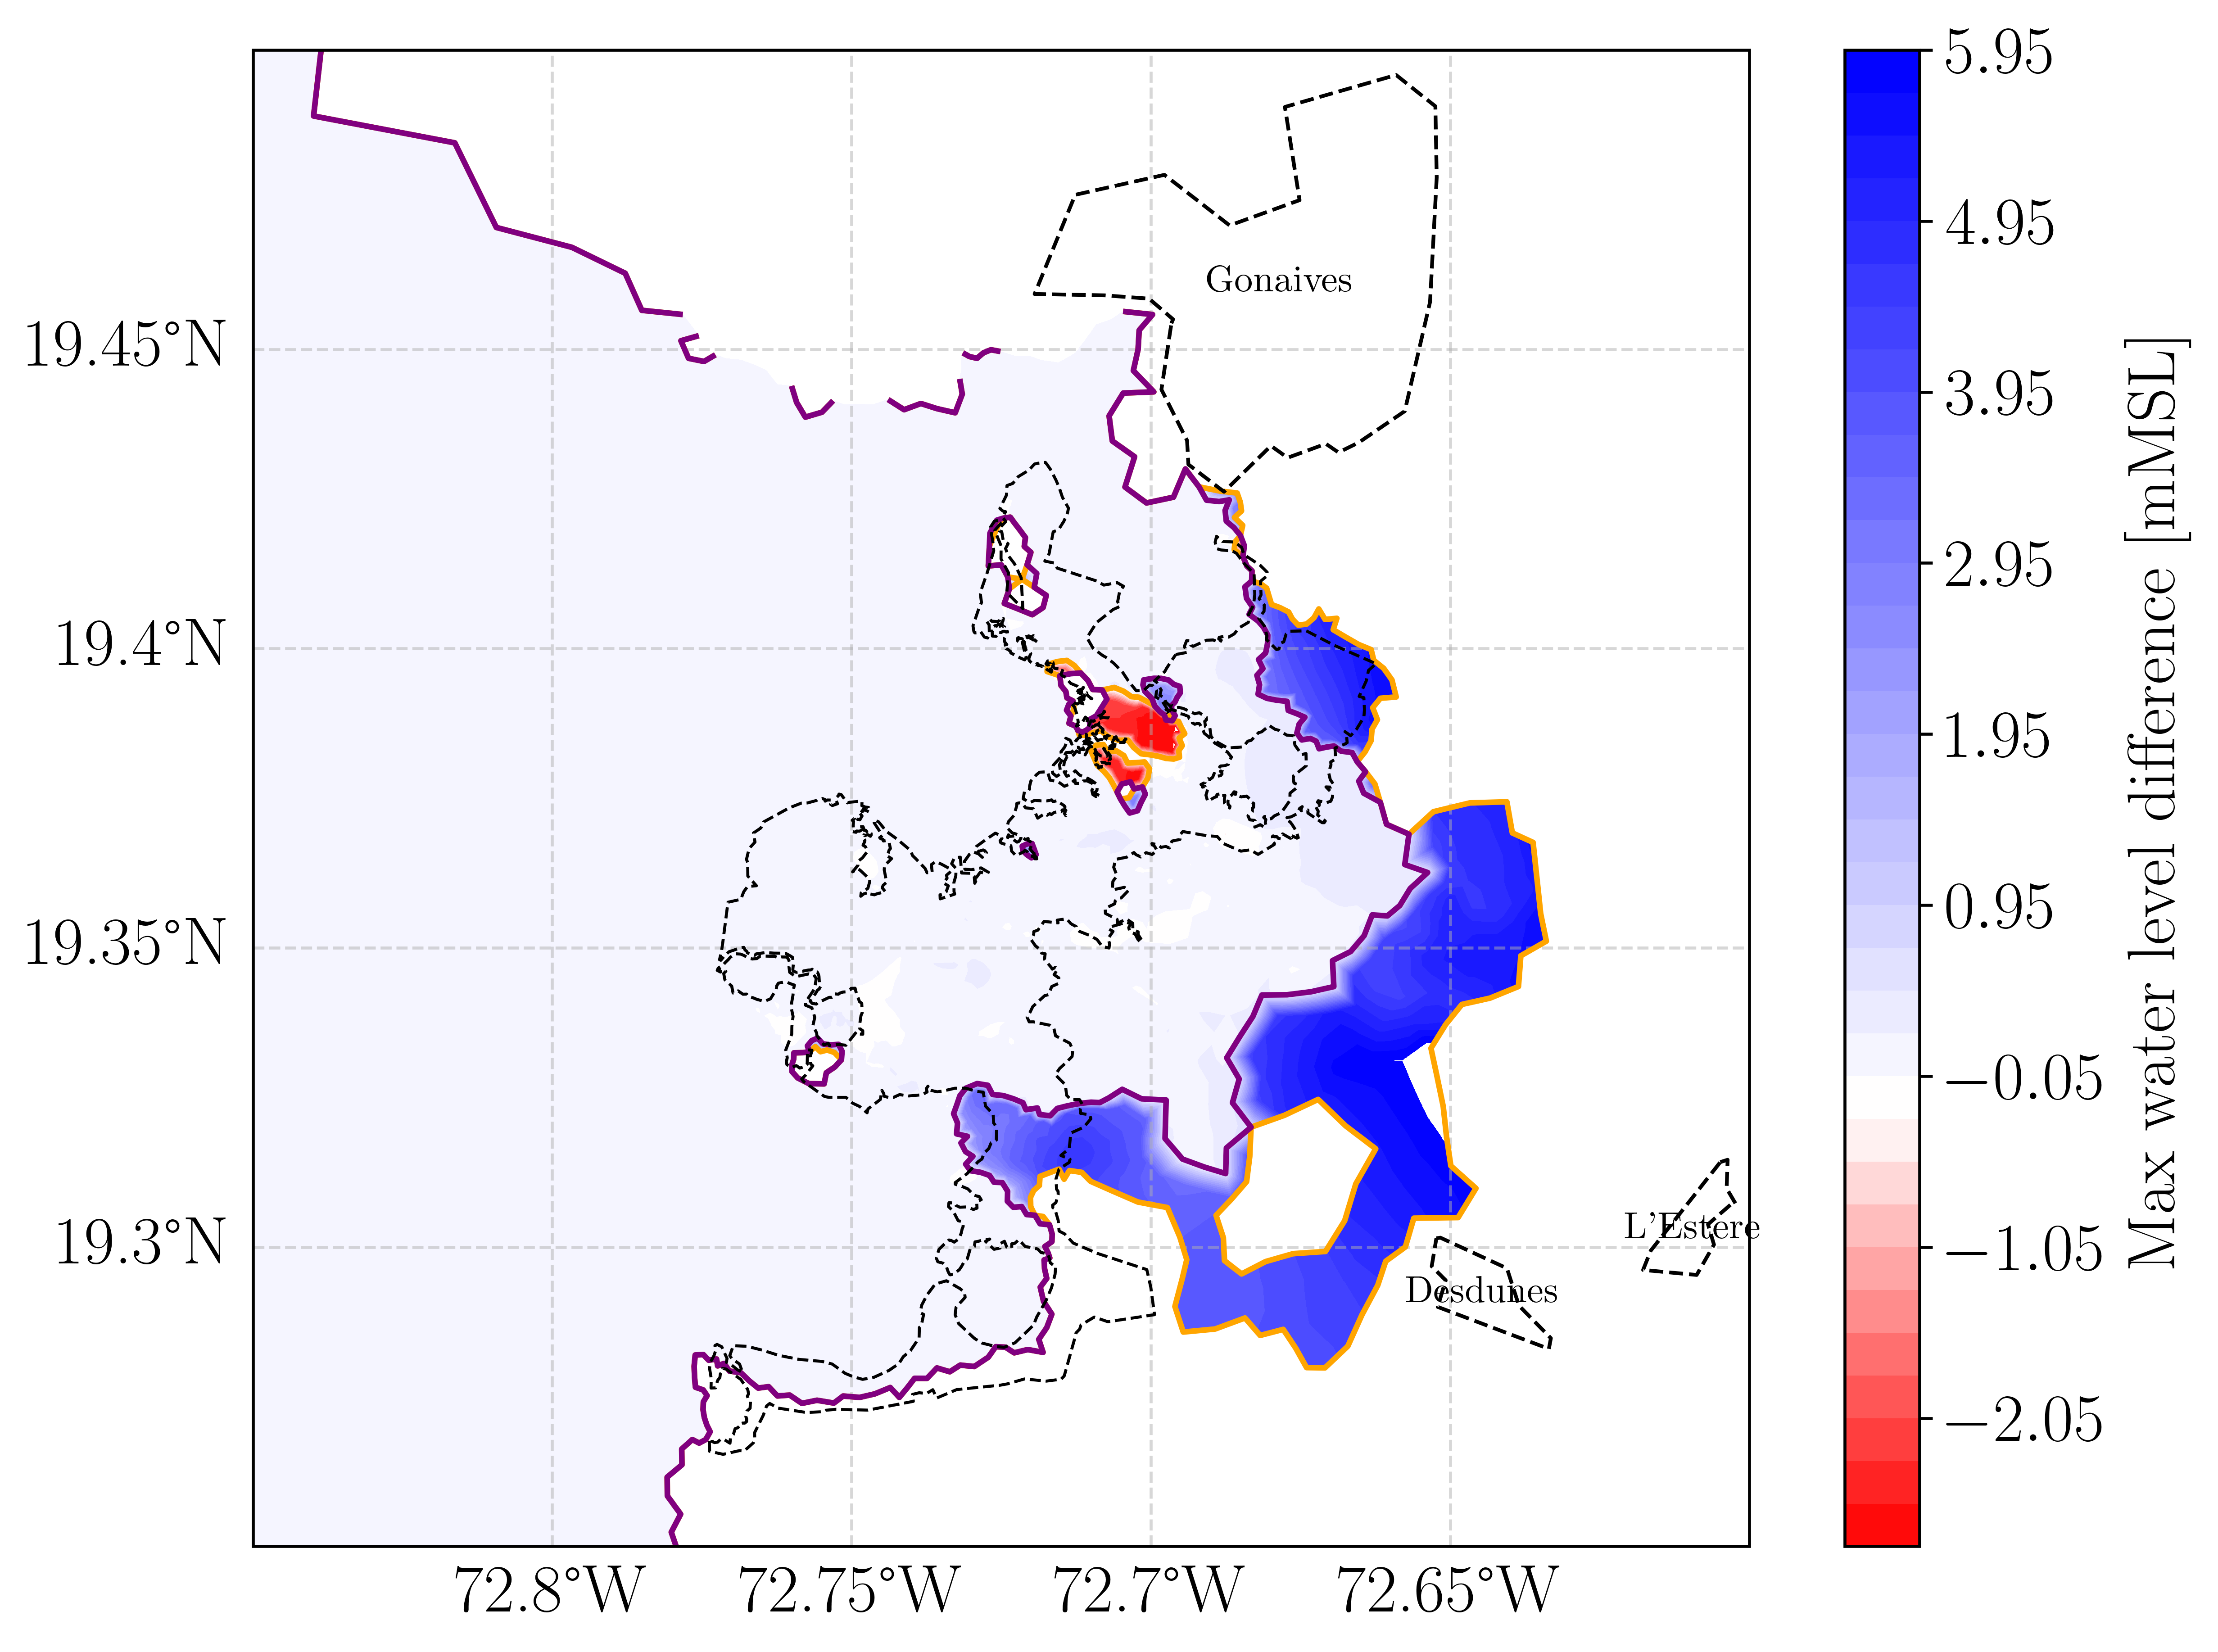 19.45°N
19.4°N
19.35°N
19.3°N
72.8°W
72.75°W
72.7°W
72.65°W
Gonaives
L'Estere
Desdunes
5.95
4.95
3.95
2.95
1.95
0.95
−0.05
−1.05
−2.05
Max water level difference [mMSL]